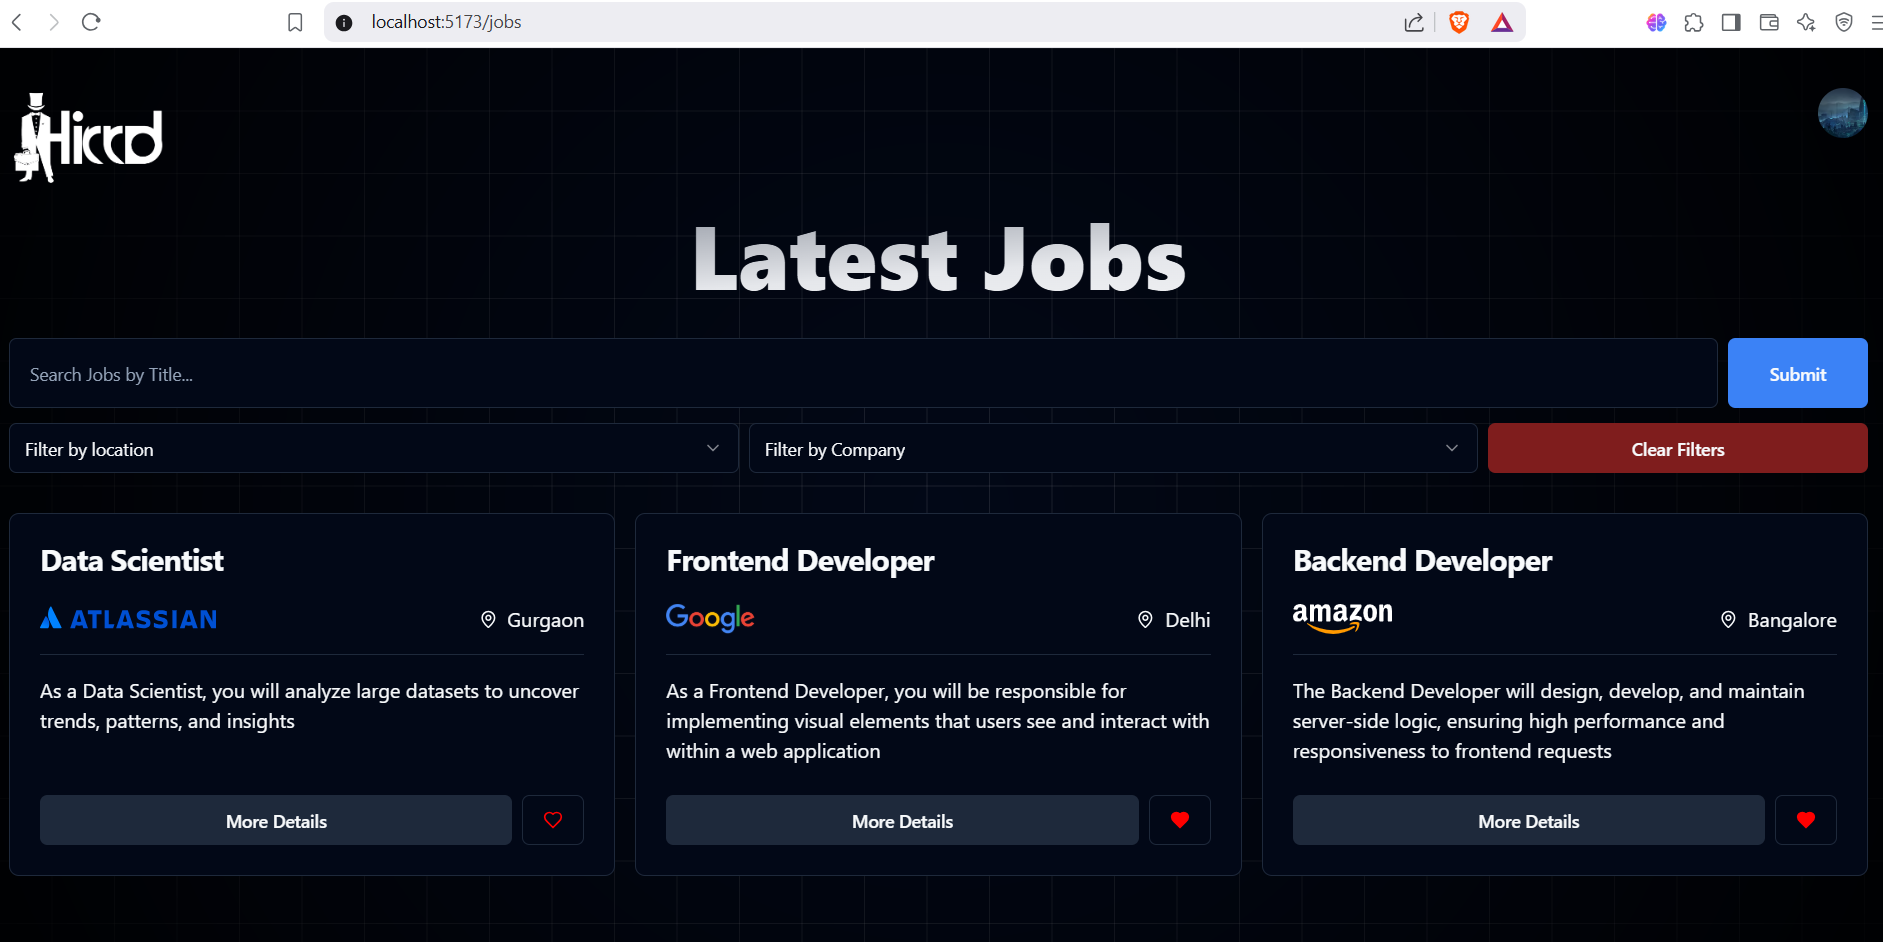 localhost:5173/jobs
Hirrd
Latest Jobs
Search Jobs by Title...
Submit
Filter by location
Filter by Company
Clear Filters
Data Scientist
ATLASSIAN
Gurgaon
As a Data Scientist, you will analyze large datasets to uncover
trends, patterns, and insights
More Details
Frontend Developer
Google
Delhi
As a Frontend Developer, you will be responsible for
implementing visual elements that users see and interact with
within a web application
More Details
Backend Developer
amazon
Bangalore
The Backend Developer will design, develop, and maintain
server-side logic, ensuring high performance and
responsiveness to frontend requests
More Details